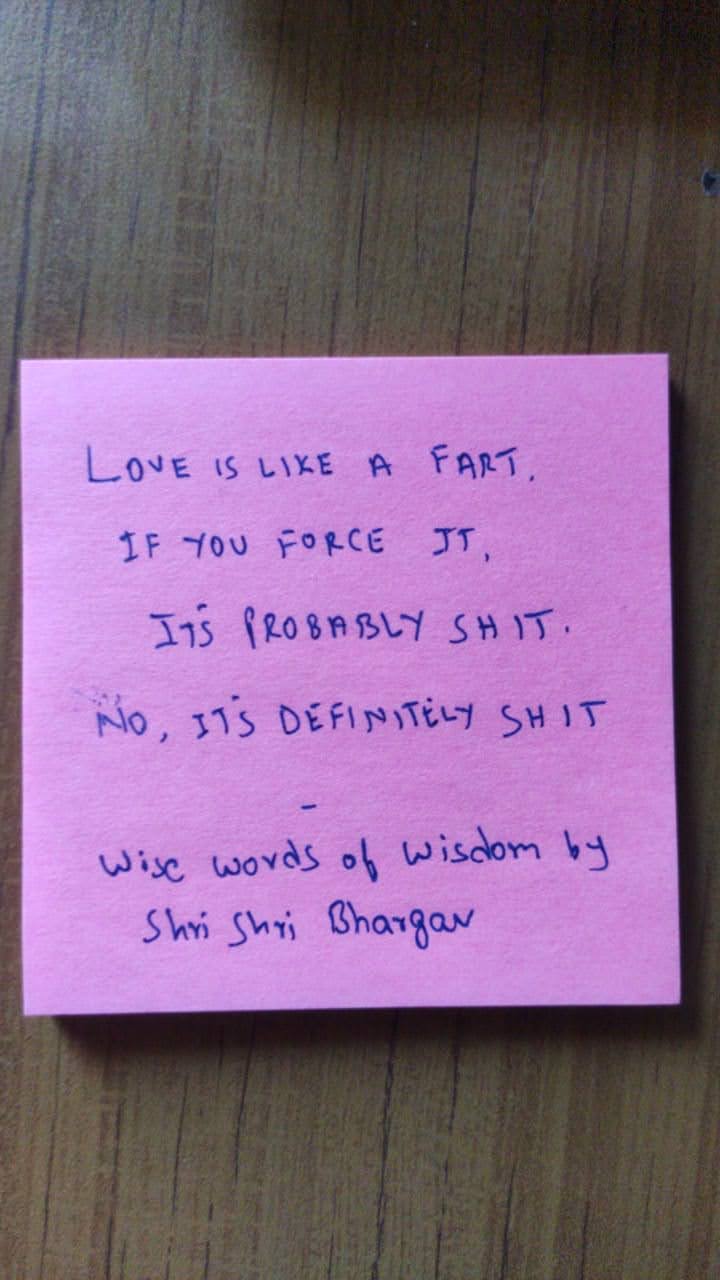 LOVE IS LIKE A FART.
IF YOU FORCE IT,
IT'S PROBABLY SHIT.
NO, IT'S DEFINITELY SHIT
-
Wise words of wisdom by
Shri Shri Bhargav